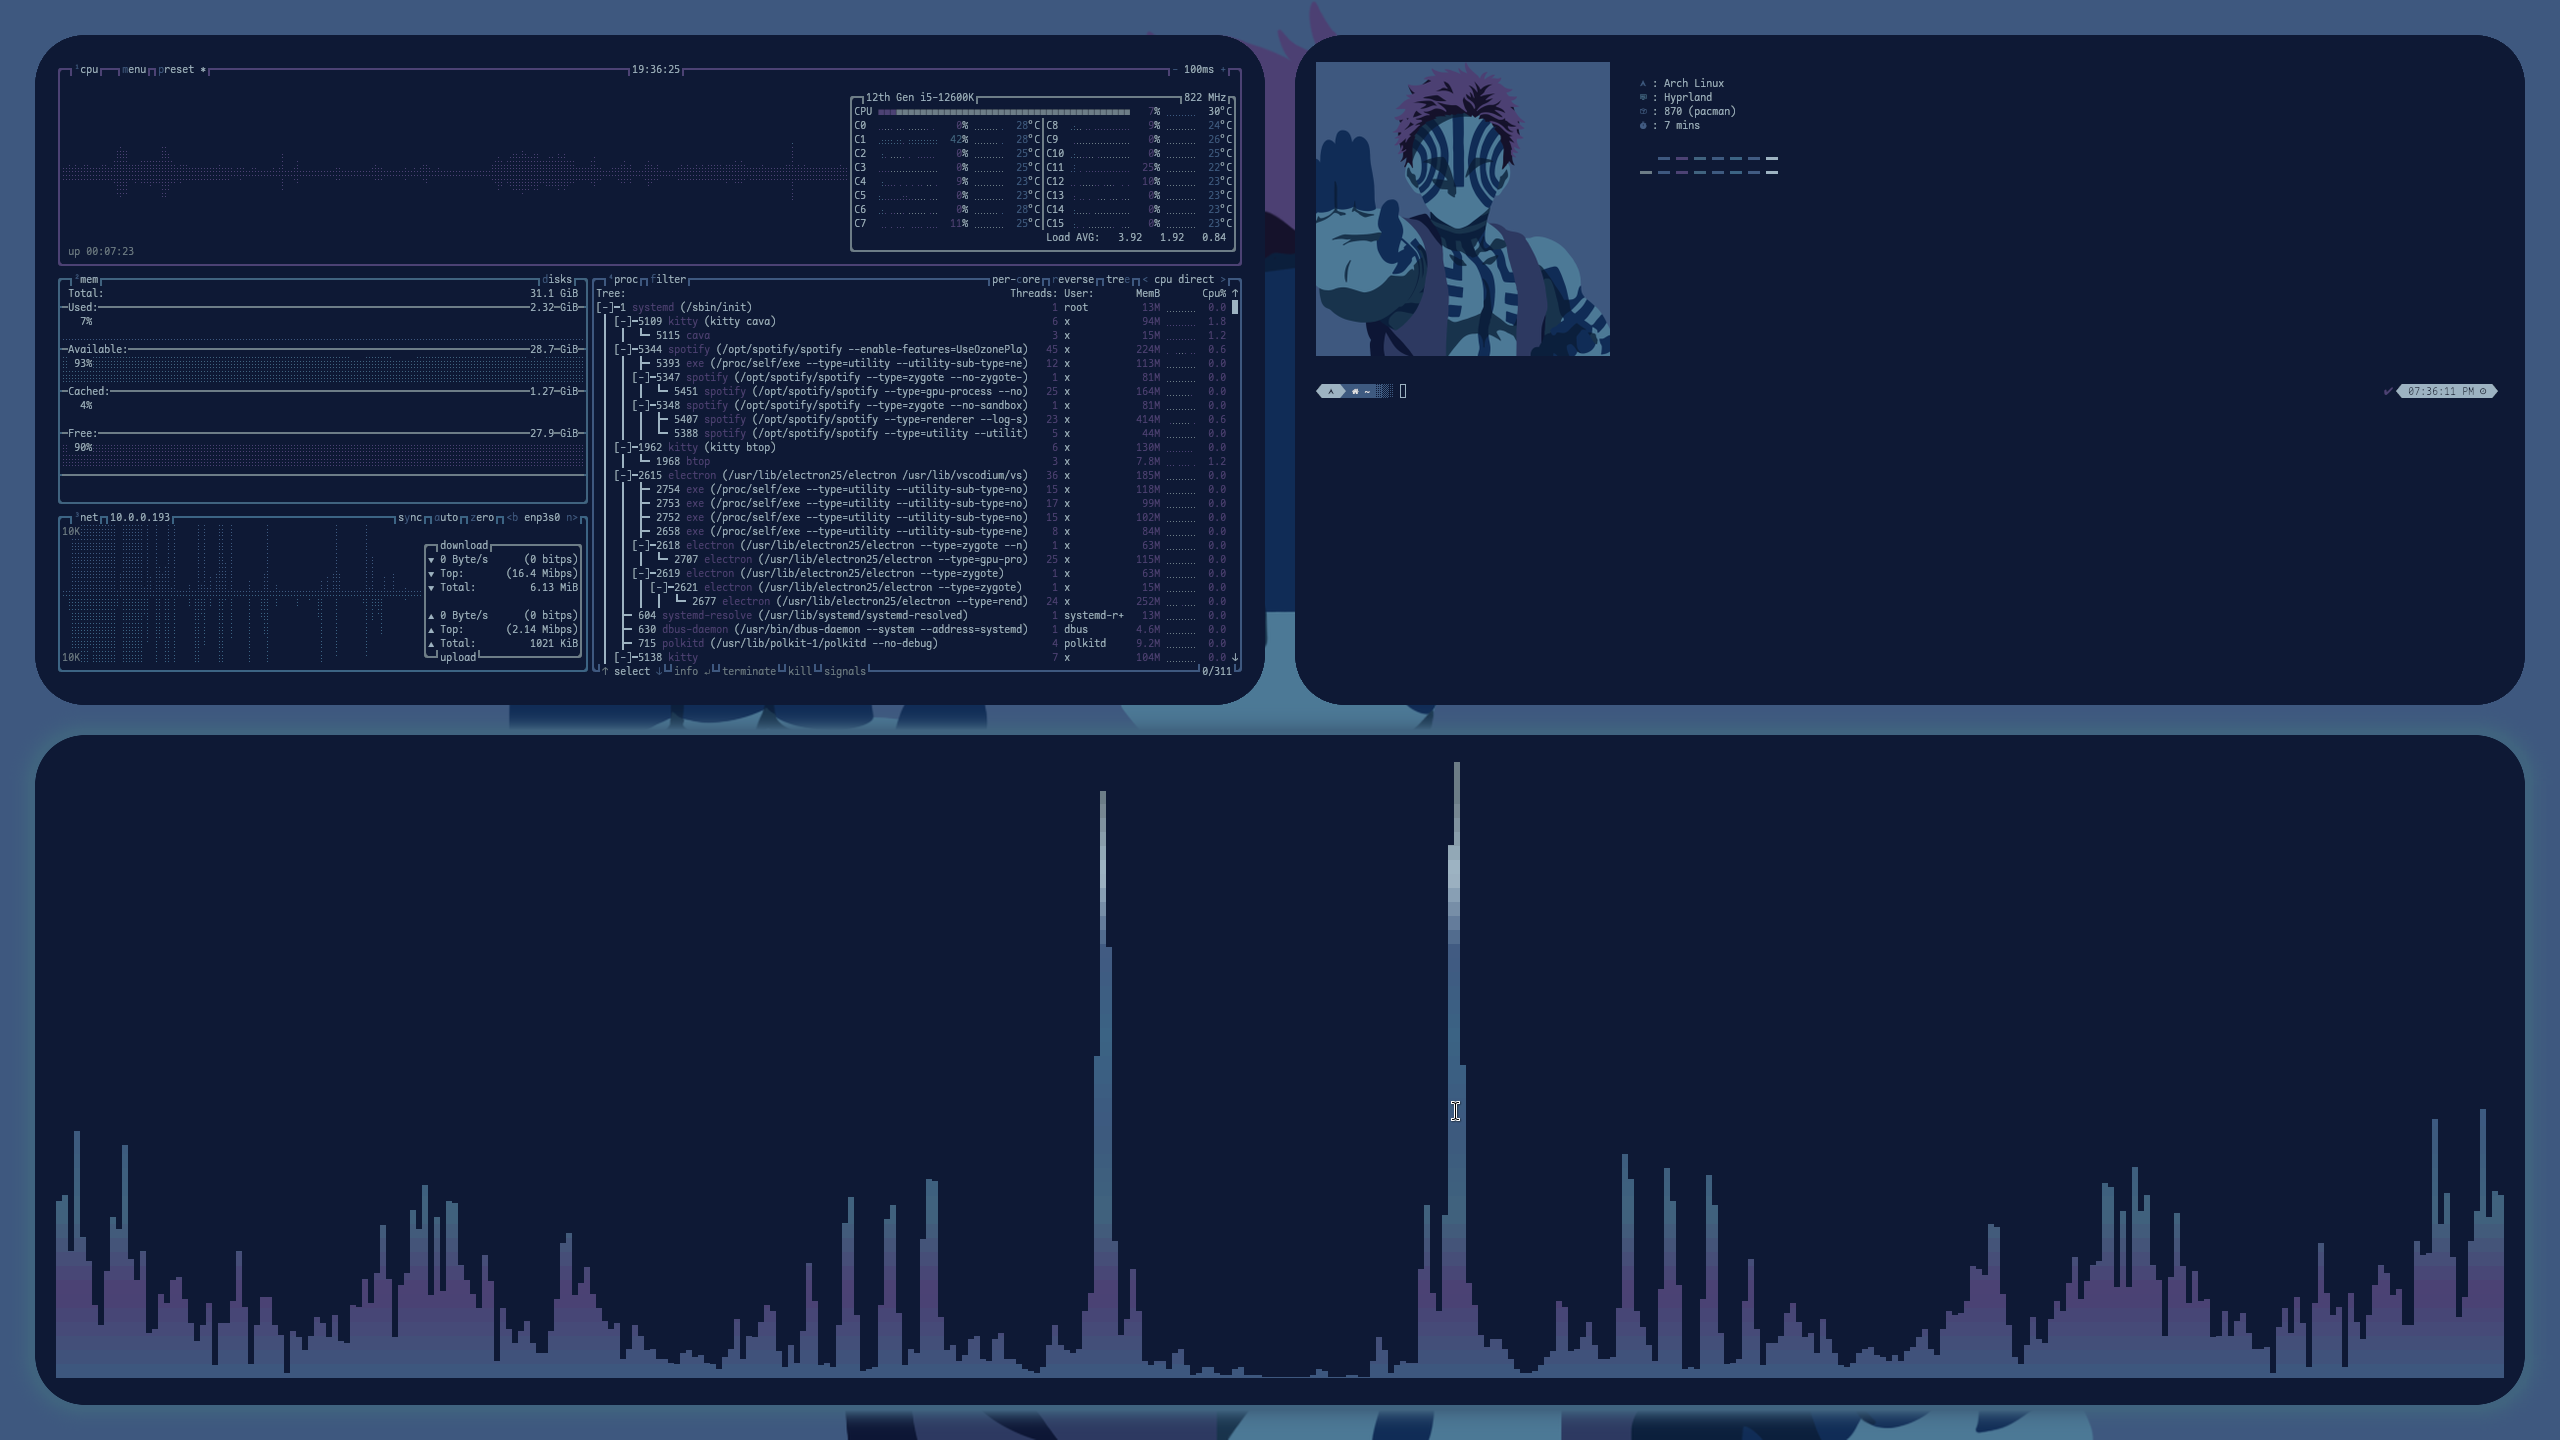 ¹cpu menu preset * 19:36:25 - 100ms +
12th Gen i5-12600K 822 MHz
CPU 7% 30°C
C0 0% 28°C C8 9% 24°C
C1 42% 28°C C9 0% 26°C
C2 0% 25°C C10 0% 25°C
C3 0% 25°C C11 25% 22°C
C4 9% 23°C C12 10% 23°C
C5 0% 23°C C13 0% 23°C
C6 0% 28°C C14 0% 23°C
C7 11% 25°C C15 0% 23°C
Load AVG: 3.92 1.92 0.84
up 00:07:23
²mem disks
Total: 31.1 GiB
Used: 2.32 GiB
7%
Available: 28.7 GiB
93%
Cached: 1.27 GiB
4%
Free: 27.9 GiB
90%
³net 10.0.0.193 sync auto zero <b enp3s0 n>
10K
download
▼ 0 Byte/s (0 bitps)
▼ Top: (16.4 Mibps)
▼ Total: 6.13 MiB
▲ 0 Byte/s (0 bitps)
▲ Top: (2.14 Mibps)
▲ Total: 1021 KiB
10K
upload
⁴proc filter per-core reverse tree < cpu direct >
Tree: Threads: User: MemB Cpu% ↑
[-]-1 systemd (/sbin/init) 1 root 13M 0.0
[-]-5109 kitty (kitty cava) 6 x 94M 1.8
5115 cava 3 x 15M 1.2
[-]-5344 spotify (/opt/spotify/spotify --enable-features=UseOzonePla) 45 x 224M 0.6
5393 exe (/proc/self/exe --type=utility --utility-sub-type=ne) 12 x 113M 0.0
[-]-5347 spotify (/opt/spotify/spotify --type=zygote --no-zygote-) 1 x 81M 0.0
5451 spotify (/opt/spotify/spotify --type=gpu-process --no) 25 x 164M 0.0
[-]-5348 spotify (/opt/spotify/spotify --type=zygote --no-sandbox) 1 x 81M 0.0
5407 spotify (/opt/spotify/spotify --type=renderer --log-s) 23 x 414M 0.6
5388 spotify (/opt/spotify/spotify --type=utility --utilit) 5 x 44M 0.0
[-]-1962 kitty (kitty btop) 6 x 130M 0.0
1968 btop 3 x 7.8M 1.2
[-]-2615 electron (/usr/lib/electron25/electron /usr/lib/vscodium/vs) 36 x 185M 0.0
2754 exe (/proc/self/exe --type=utility --utility-sub-type=no) 15 x 118M 0.0
2753 exe (/proc/self/exe --type=utility --utility-sub-type=no) 17 x 99M 0.0
2752 exe (/proc/self/exe --type=utility --utility-sub-type=no) 15 x 102M 0.0
2658 exe (/proc/self/exe --type=utility --utility-sub-type=ne) 8 x 84M 0.0
[-]-2618 electron (/usr/lib/electron25/electron --type=zygote --n) 1 x 63M 0.0
2707 electron (/usr/lib/electron25/electron --type=gpu-pro) 25 x 115M 0.0
[-]-2619 electron (/usr/lib/electron25/electron --type=zygote) 1 x 63M 0.0
[-]-2621 electron (/usr/lib/electron25/electron --type=zygote) 1 x 15M 0.0
2677 electron (/usr/lib/electron25/electron --type=rend) 24 x 252M 0.0
604 systemd-resolve (/usr/lib/systemd/systemd-resolved) 1 systemd-r+ 13M 0.0
630 dbus-daemon (/usr/bin/dbus-daemon --system --address=systemd) 1 dbus 4.6M 0.0
715 polkitd (/usr/lib/polkit-1/polkitd --no-debug) 4 polkitd 9.2M 0.0
[-]-5138 kitty 7 x 104M 0.0 ↓
↑ select ↓ info ↲ terminate kill signals 0/311
: Arch Linux
: Hyprland
: 870 (pacman)
: 7 mins
~ ✔ 07:36:11 PM